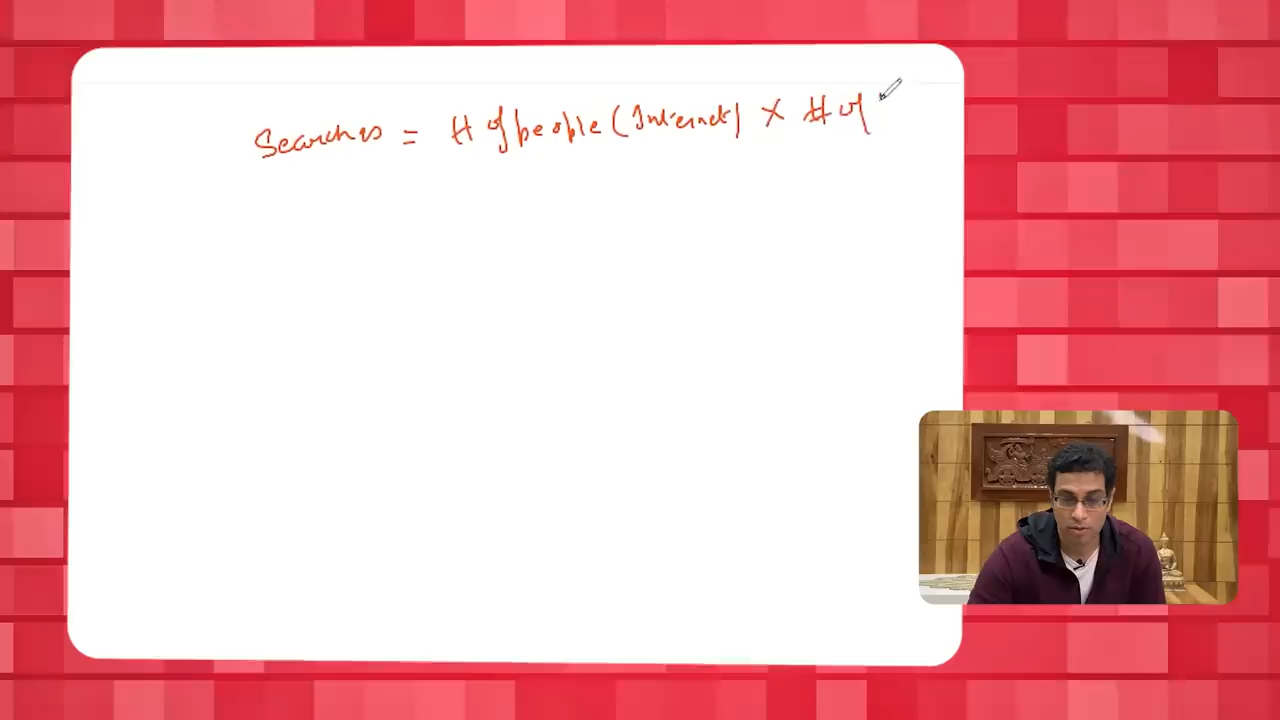 Searches = # of people (Internet) X # of